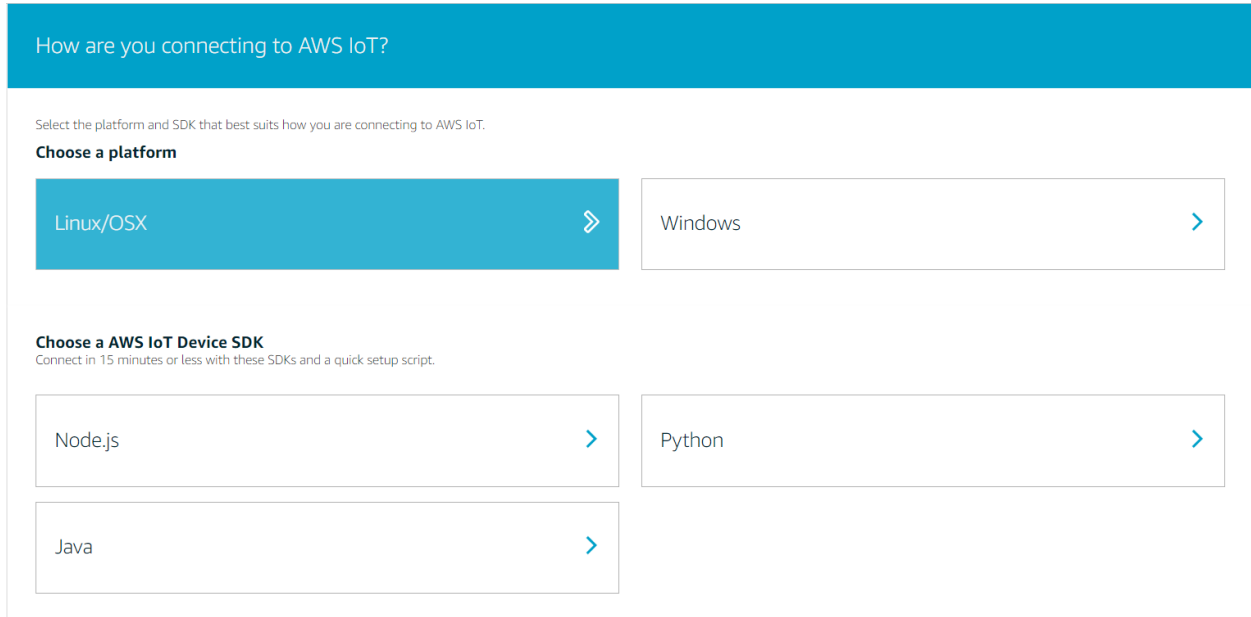 How are you connecting to AWS IoT?
Select the platform and SDK that best suits how you are connecting to AWS IoT.
Choose a platform
Linux/OSX
Windows
Choose a AWS IoT Device SDK
Connect in 15 minutes or less with these SDKs and a quick setup script.
Node.js
Python
Java